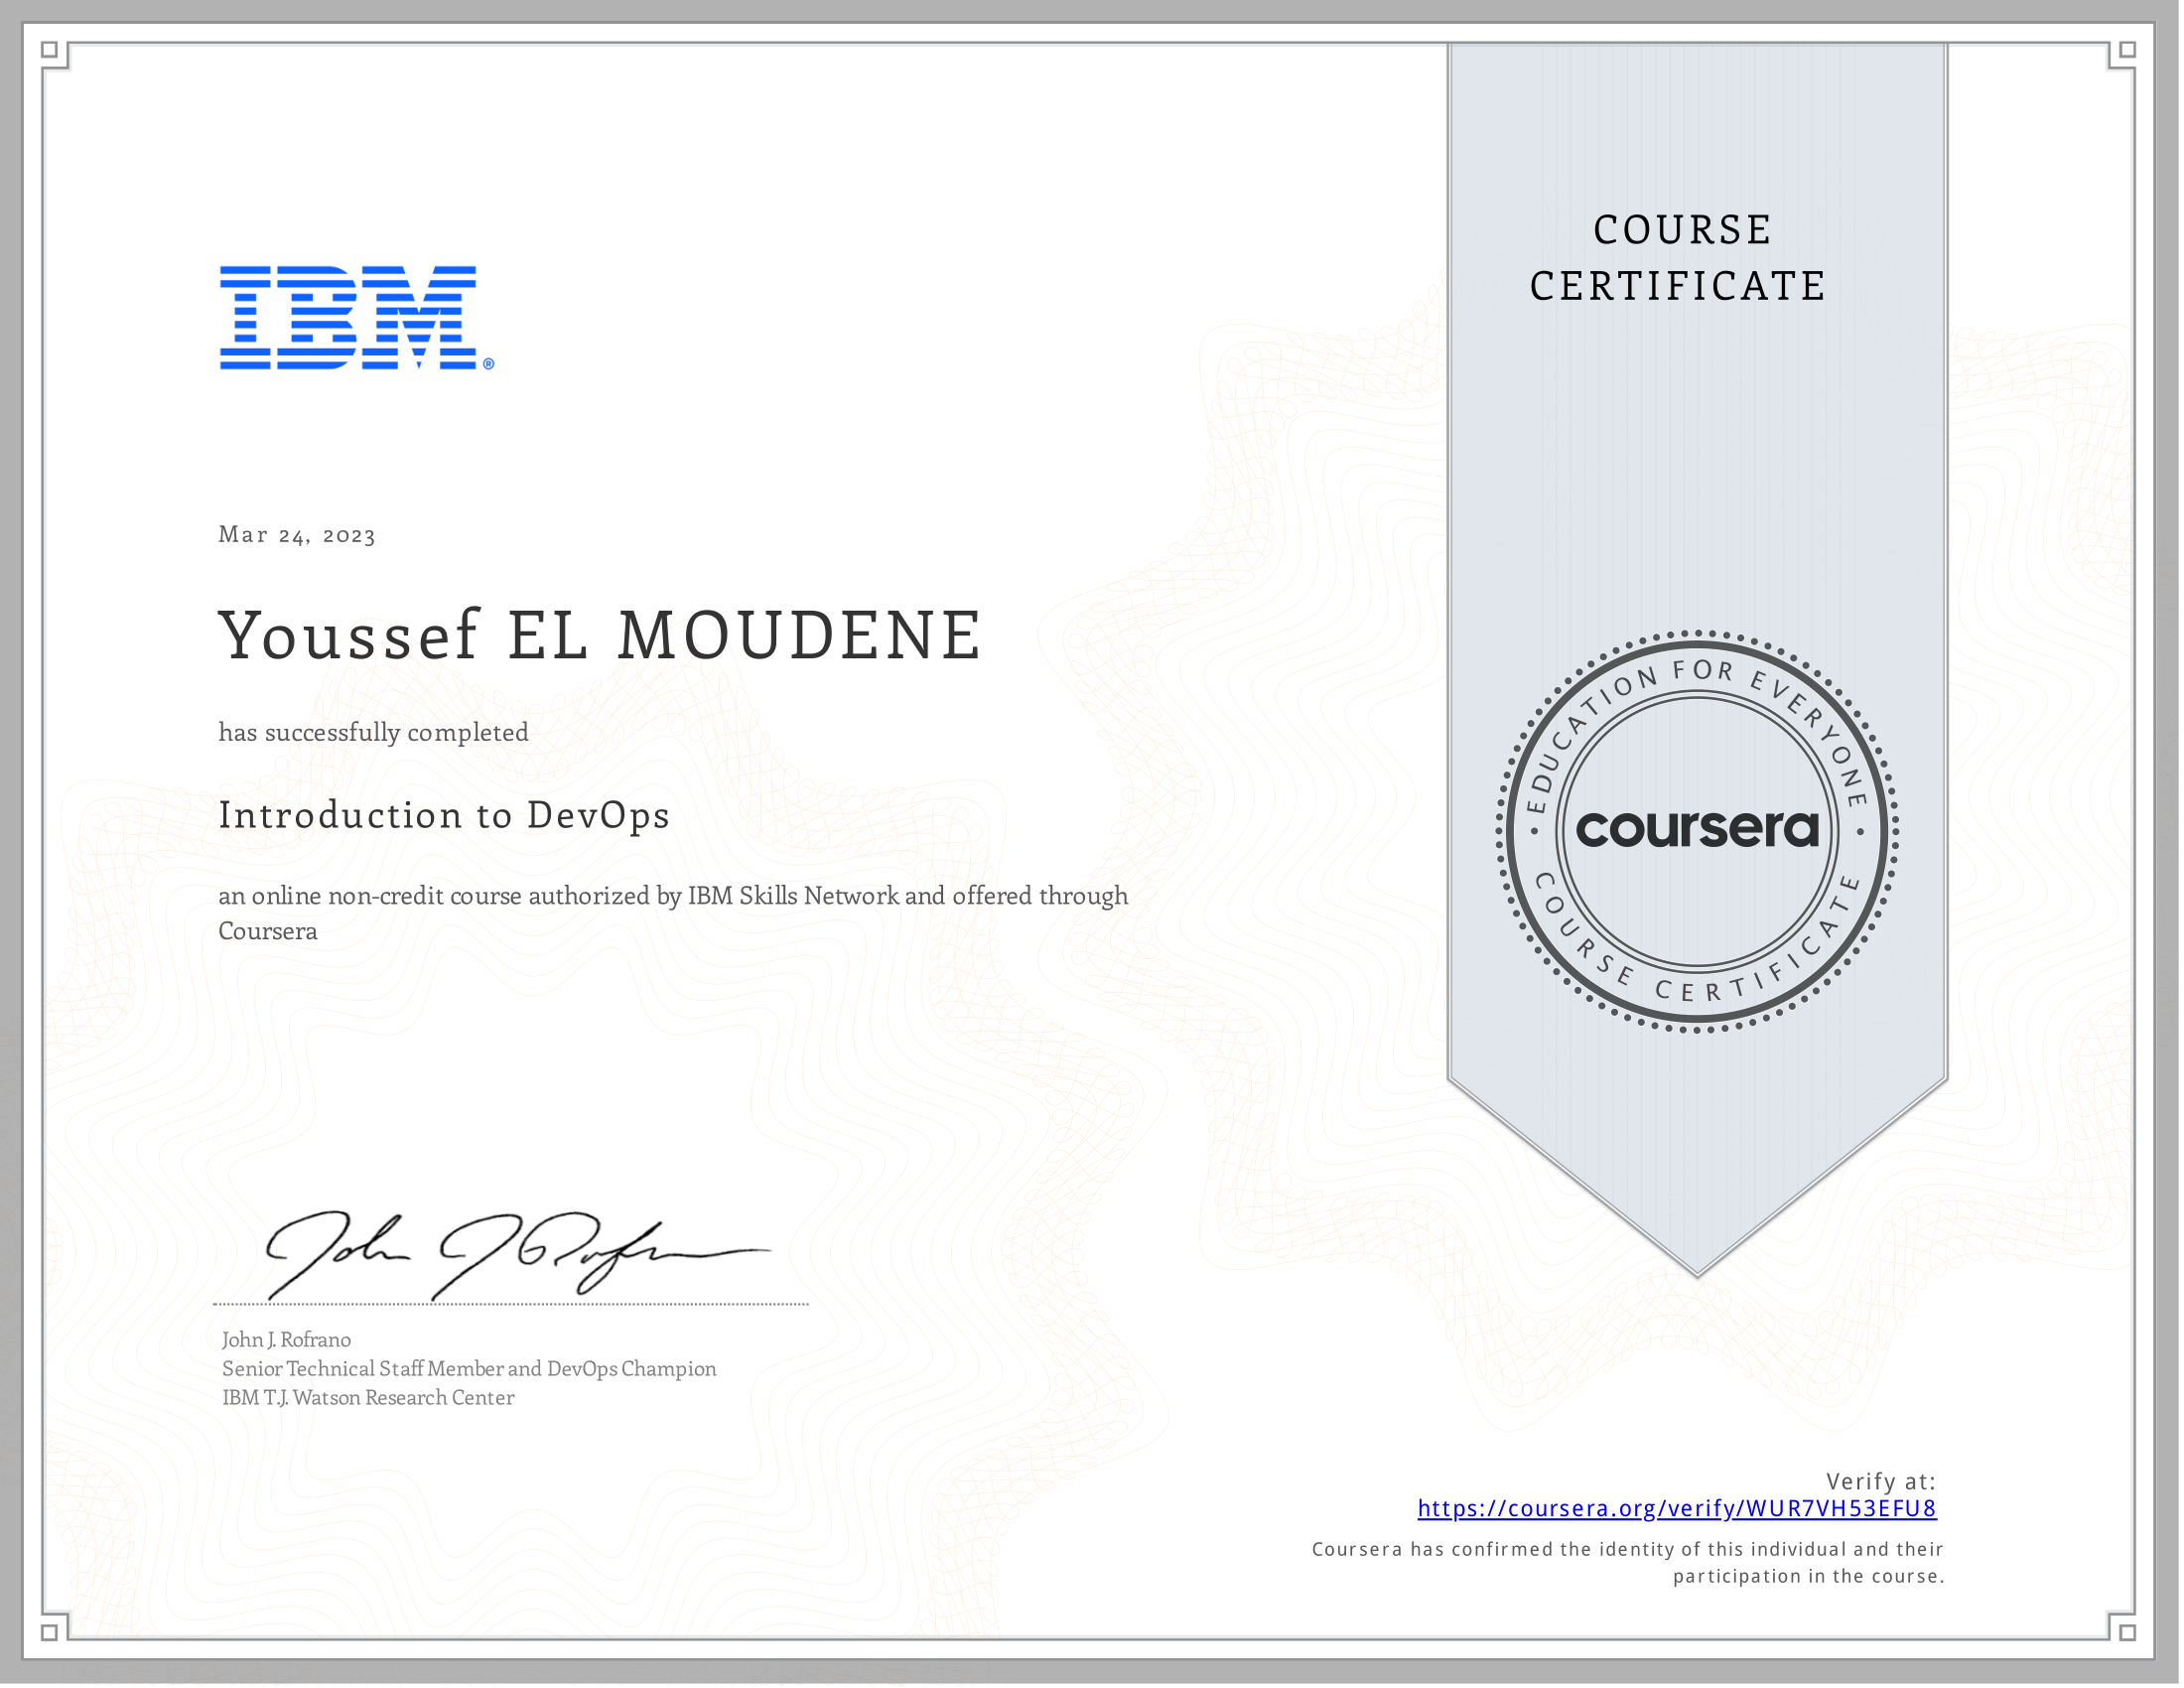 COURSE
CERTIFICATE
IBM®
Mar 24, 2023
Youssef EL MOUDENE
has successfully completed
Introduction to DevOps
an online non-credit course authorized by IBM Skills Network and offered through
Coursera
EDUCATION FOR EVERYONE
coursera
COURSE CERTIFICATE
John J Rofrano
John J. Rofrano
Senior Technical Staff Member and DevOps Champion
IBM T.J. Watson Research Center
Verify at:
https://coursera.org/verify/WUR7VH53EFU8
Coursera has confirmed the identity of this individual and their
participation in the course.